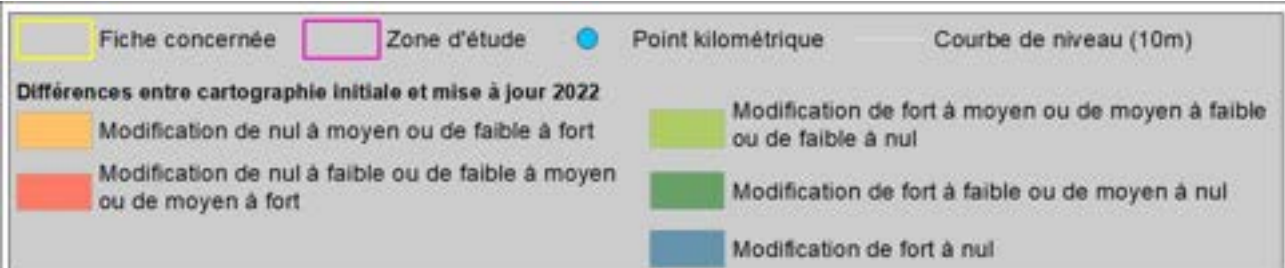 Fiche concernée Zone d'étude Point kilométrique Courbe de niveau (10m)
Différences entre cartographie initiale et mise à jour 2022
Modification de nul à moyen ou de faible à fort
Modification de nul à faible ou de faible à moyen
ou de moyen à fort
Modification de fort à moyen ou de moyen à faible
ou de faible à nul
Modification de fort à faible ou de moyen à nul
Modification de fort à nul